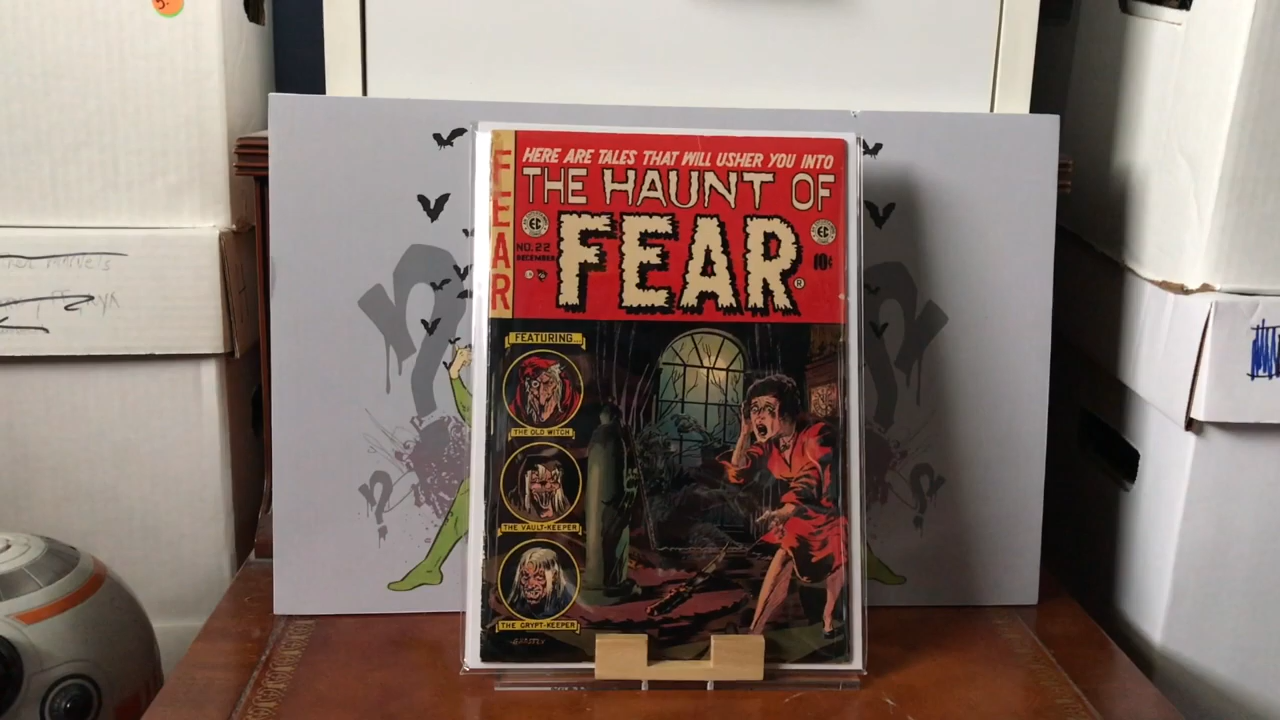 HERE ARE TALES THAT WILL USHER YOU INTO
THE HAUNT OF
FEAR
FEAR
EC
EC
NO. 22
DECEMBER
10¢
®
FEATURING...
THE OLD WITCH
THE VAULT-KEEPER
THE CRYPT-KEEPER
GHASTLY